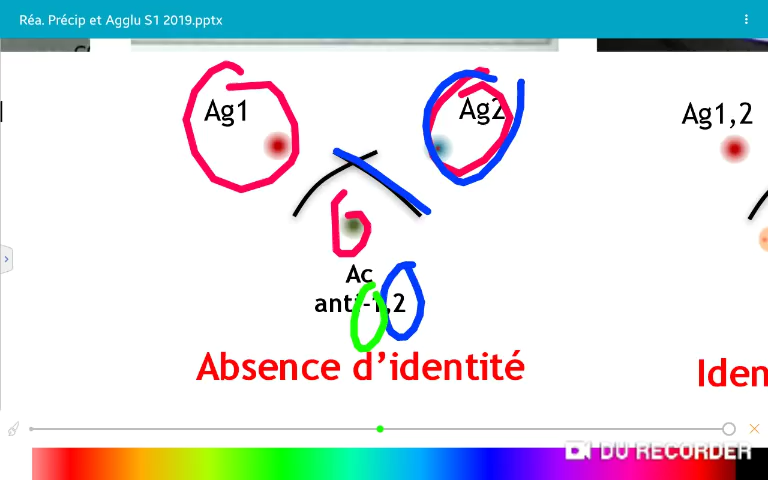 Réa. Précip et Agglu S1 2019.pptx
Ag1
Ag2
Ag1,2
Ac
anti-1,2
Absence d'identité
Iden
DU RECORDER